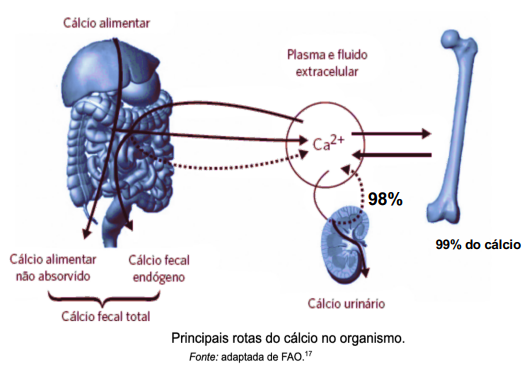 Cálcio alimentar
Plasma e fluido
extracelular
Ca2+
98%
99% do cálcio
Cálcio alimentar
não absorvido
Cálcio fecal
endógeno
Cálcio fecal total
Cálcio urinário
Principais rotas do cálcio no organismo.
Fonte: adaptada de FAO.17